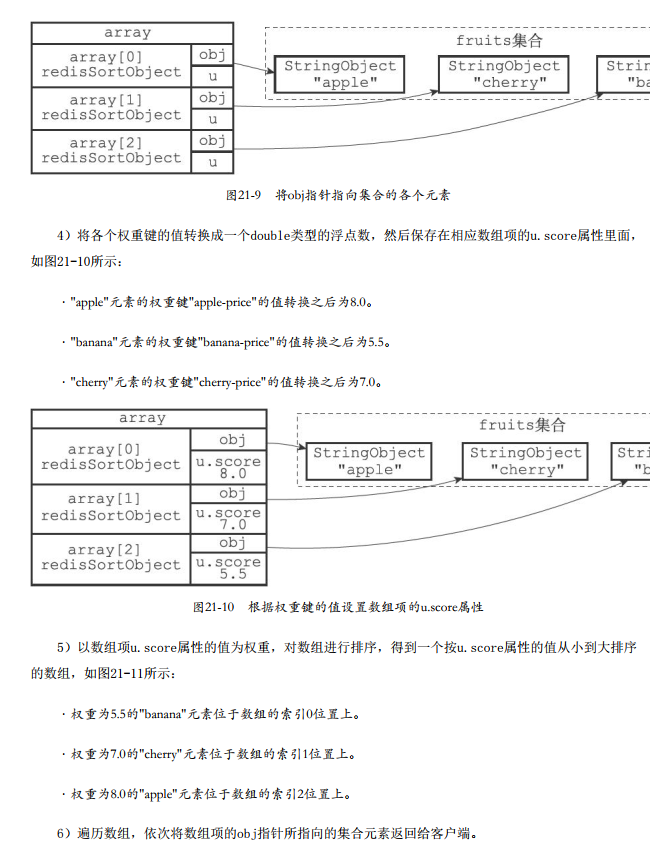 array
fruits集合
array[0]
redisSortObject
obj
u
StringObject
"apple"
StringObject
"cherry"
array[1]
redisSortObject
obj
u
array[2]
redisSortObject
obj
u
图21-9 将obj指针指向集合的各个元素
4）将各个权重键的值转换成一个double类型的浮点数，然后保存在相应数组项的u.score属性里面，
如图21-10所示：
·"apple"元素的权重键"apple-price"的值转换之后为8.0。
·"banana"元素的权重键"banana-price"的值转换之后为5.5。
·"cherry"元素的权重键"cherry-price"的值转换之后为7.0。
array
fruits集合
array[0]
redisSortObject
obj
u.score
8.0
StringObject
"apple"
StringObject
"cherry"
array[1]
redisSortObject
obj
u.score
7.0
array[2]
redisSortObject
obj
u.score
5.5
图21-10 根据权重键的值设置数组项的u.score属性
5）以数组项u.score属性的值为权重，对数组进行排序，得到一个按u.score属性的值从小到大排序
的数组，如图21-11所示：
·权重为5.5的"banana"元素位于数组的索引0位置上。
·权重为7.0的"cherry"元素位于数组的索引1位置上。
·权重为8.0的"apple"元素位于数组的索引2位置上。
6）遍历数组，依次将数组项的obj指针所指向的集合元素返回给客户端。